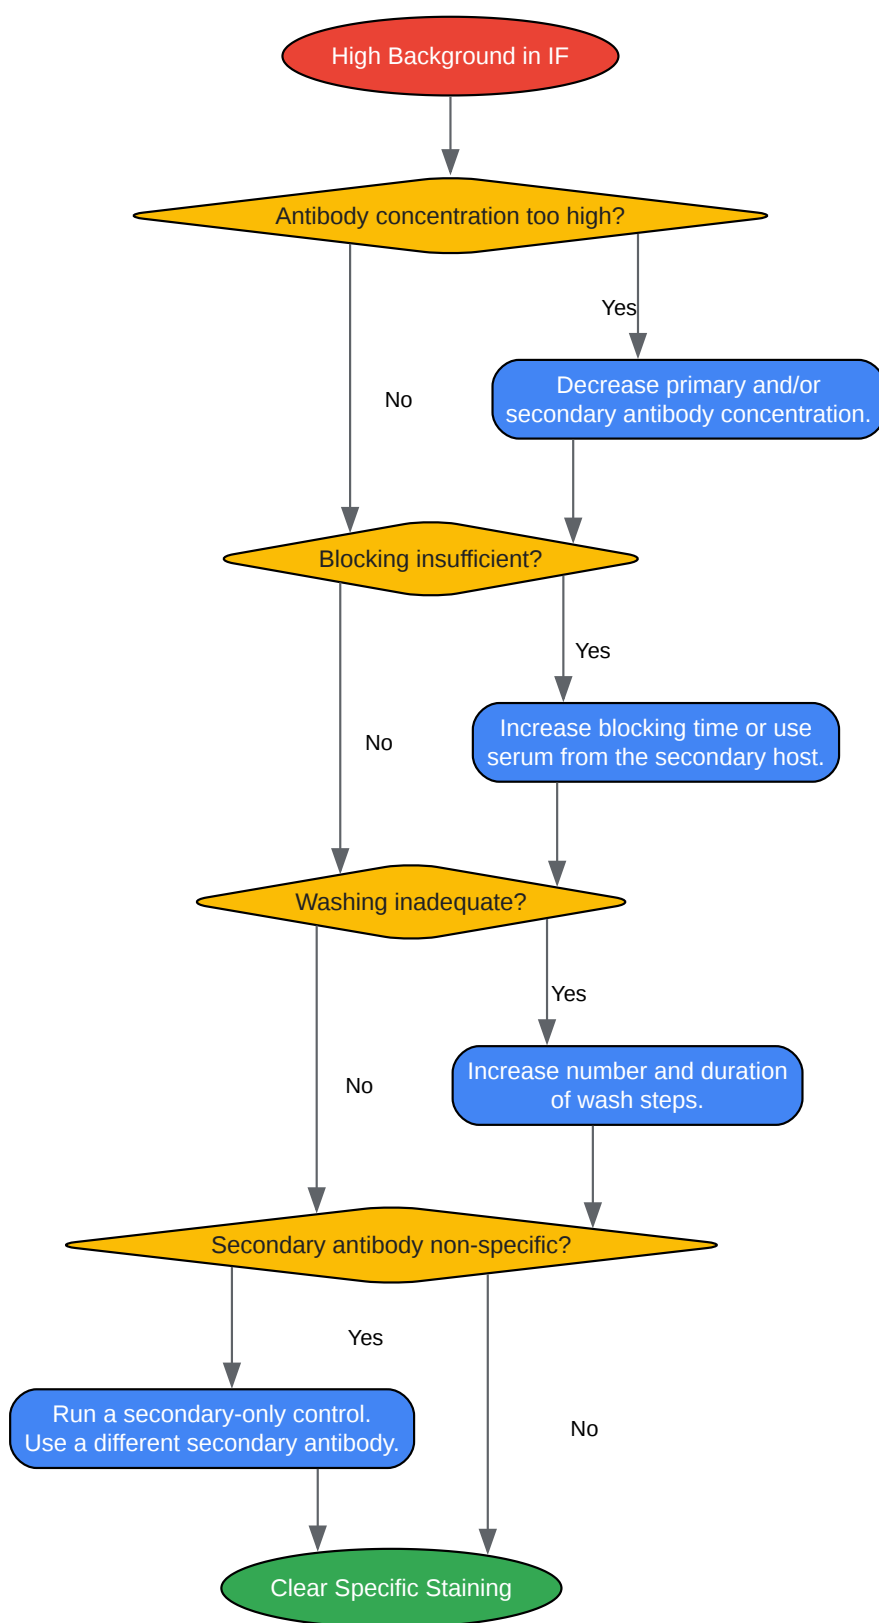 High Background in IF
Antibody concentration too high?
Yes
No
Decrease primary and/or
secondary antibody concentration.
Blocking insufficient?
Yes
No
Increase blocking time or use
serum from the secondary host.
Washing inadequate?
Yes
No
Increase number and duration
of wash steps.
Secondary antibody non-specific?
Yes
No
Run a secondary-only control.
Use a different secondary antibody.
Clear Specific Staining